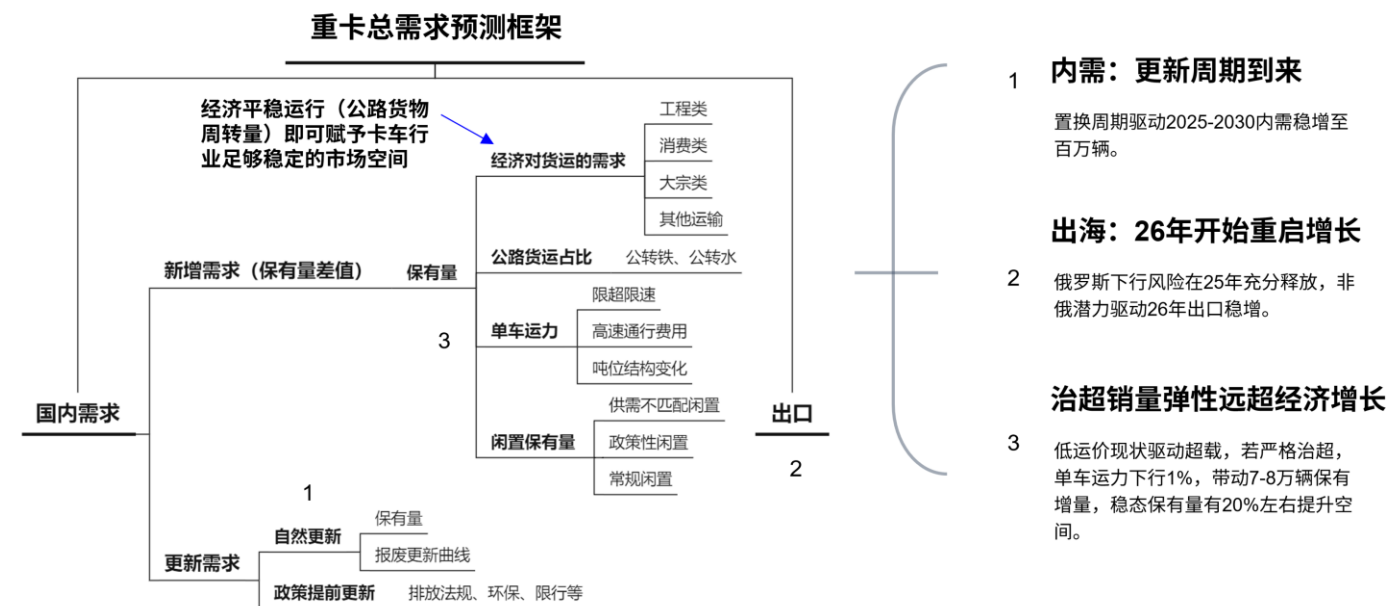 重卡总需求预测框架
经济平稳运行（公路货物
周转量）即可赋予卡车行
业足够稳定的市场空间
工程类
消费类
经济对货运的需求
大宗类
其他运输
新增需求（保有量差值）
保有量
公路货运占比
公转铁、公转水
限超限速
3
单车运力
高速通行费用
吨位结构变化
国内需求
供需不匹配闲置
出口
闲置保有量
政策性闲置
2
常规闲置
1
自然更新
保有量
报废更新曲线
更新需求
政策提前更新
排放法规、环保、限行等
1
内需：更新周期到来
置换周期驱动2025-2030内需稳增至
百万辆。
出海：26年开始重启增长
2
俄罗斯下行风险在25年充分释放，非
俄潜力驱动26年出口稳增。
治超销量弹性远超经济增长
3
低运价现状驱动超载，若严格治超，
单车运力下行1%，带动7-8万辆保有
增量，稳态保有量有20%左右提升空
间。